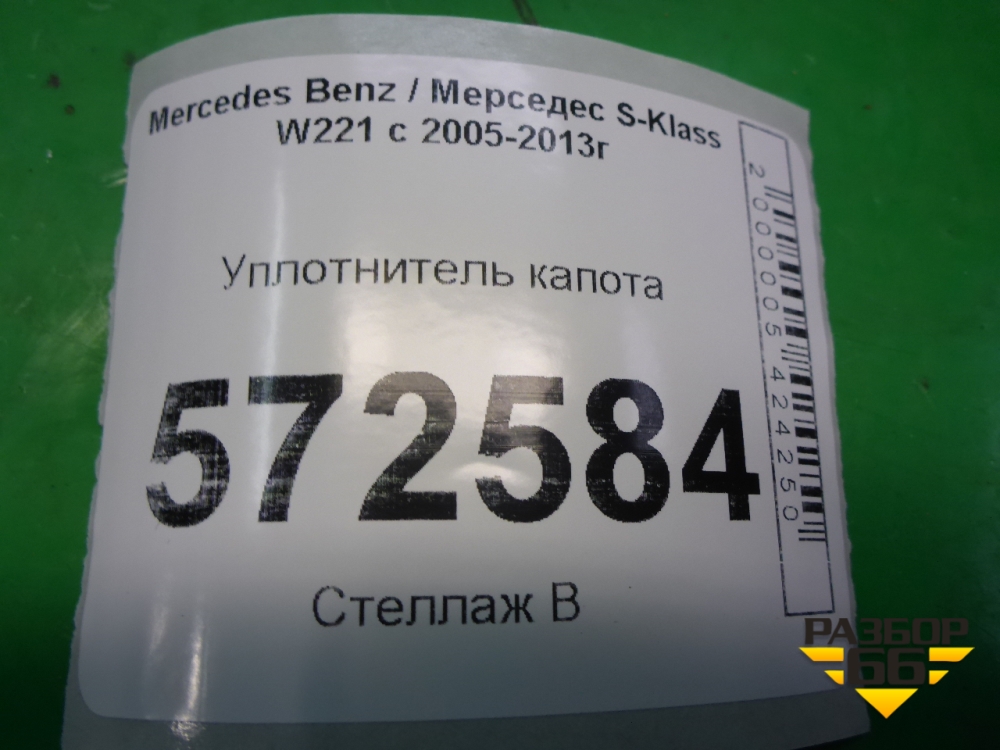 Mercedes Benz / Мерседес S-Klass
W221 с 2005-2013г
Уплотнитель капота
572584
Стеллаж В
2000005424250
РАЗБОР
66